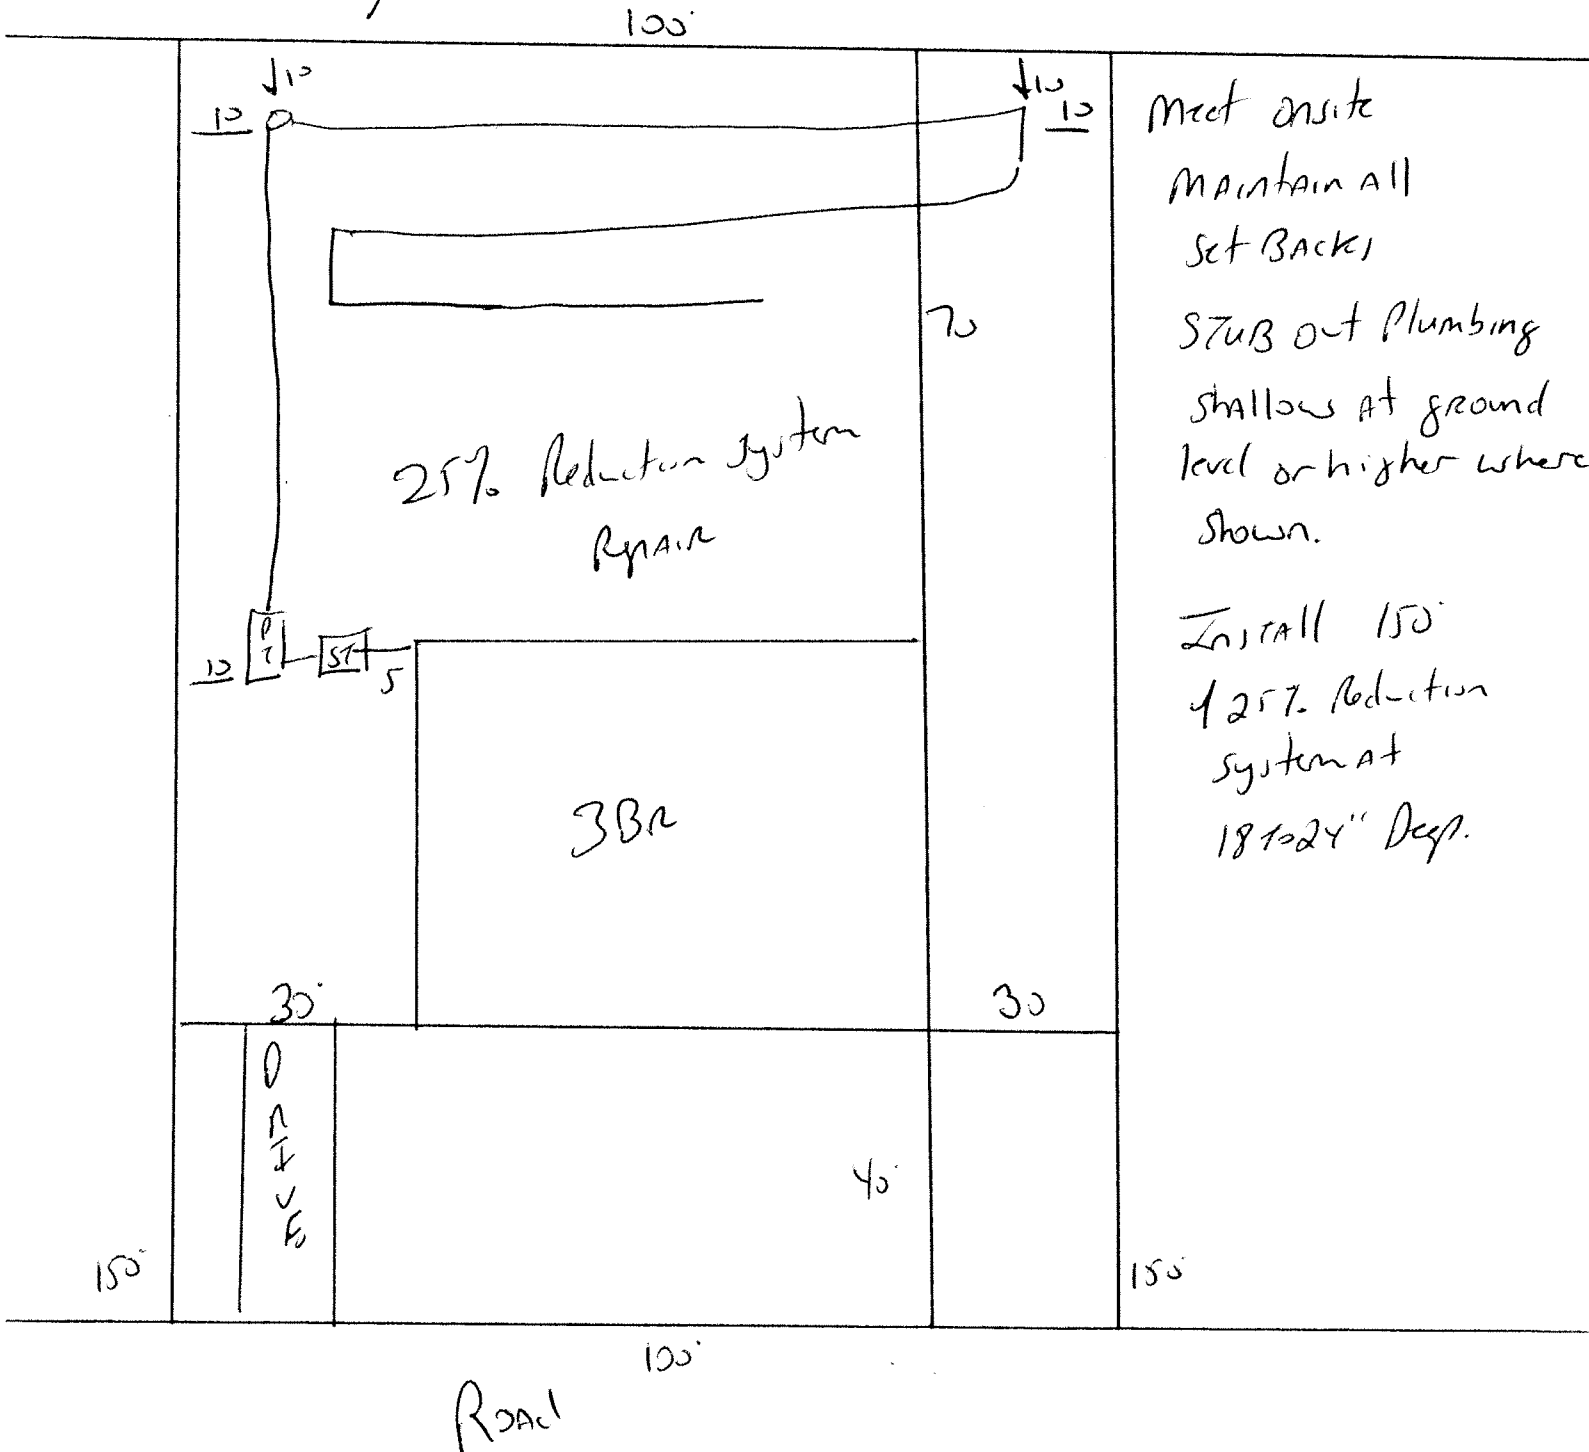 100'
10
10
10
10
70
25% Reduction System
Repair
PT
ST
10
5
3BR
30'
30
DRIVE
40'
150'
150'
100'
Road
Meet onsite
Maintain All
Set Backs
STUB out Plumbing
Shallow At ground
level or higher where
Shown.
Install 150'
of 25% Reduction
System At
18 to 24" Deep.